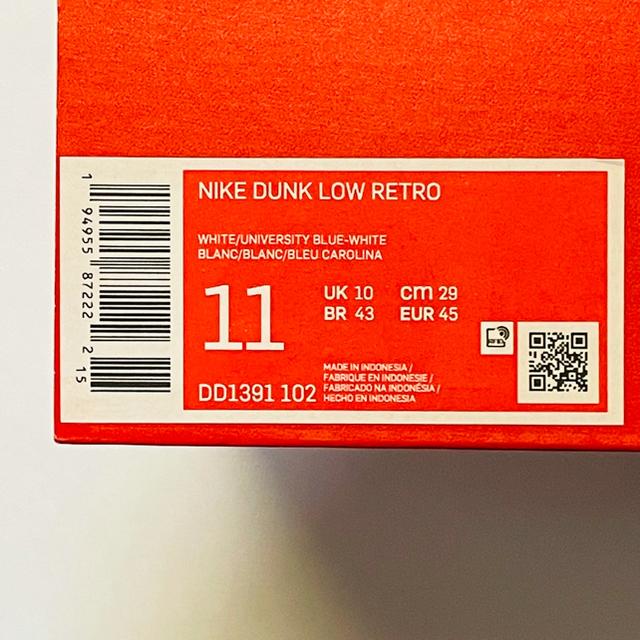 NIKE DUNK LOW RETRO
WHITE/UNIVERSITY BLUE-WHITE
BLANC/BLANC/BLEU CAROLINA
11
UK 10 cm 29
BR 43 EUR 45
MADE IN INDONESIA /
FABRIQUE EN INDONESIE /
FABRICADO NA INDONÉSIA /
HECHO EN INDONESIA
DD1391 102
1 94955 87222 2 15